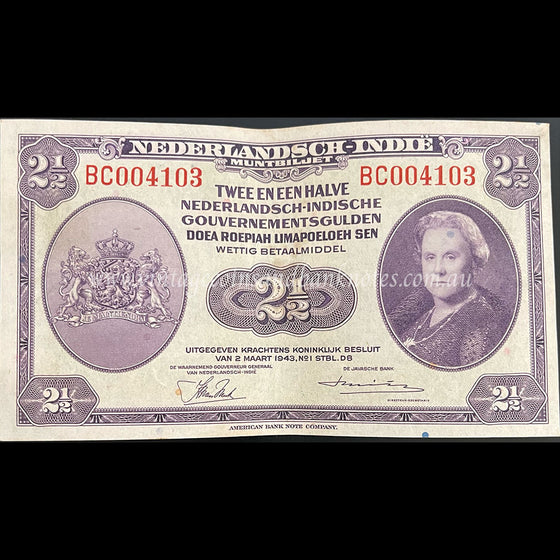 NEDERLANDSCH-INDIË
MUNTBILJET
2½ 2½
BC004103 BC004103
TWEE EN EEN HALVE
NEDERLANDSCH-INDISCHE
GOUVERNEMENTSGULDEN
DOEA ROEPIAH LIMAPOELOEH SEN
WETTIG BETAALMIDDEL
2½
UITGEGEVEN KRACHTENS KONINKLIJK BESLUIT
VAN 2 MAART 1943, No1 STBL. D8
DE WAARNEMEND GOUVERNEUR GENERAAL
VAN NEDERLANDSCH-INDIË
DE JAVASCHE BANK
DIRECTEUR-SECRETARIS
2½ 2½
AMERICAN BANK NOTE COMPANY.